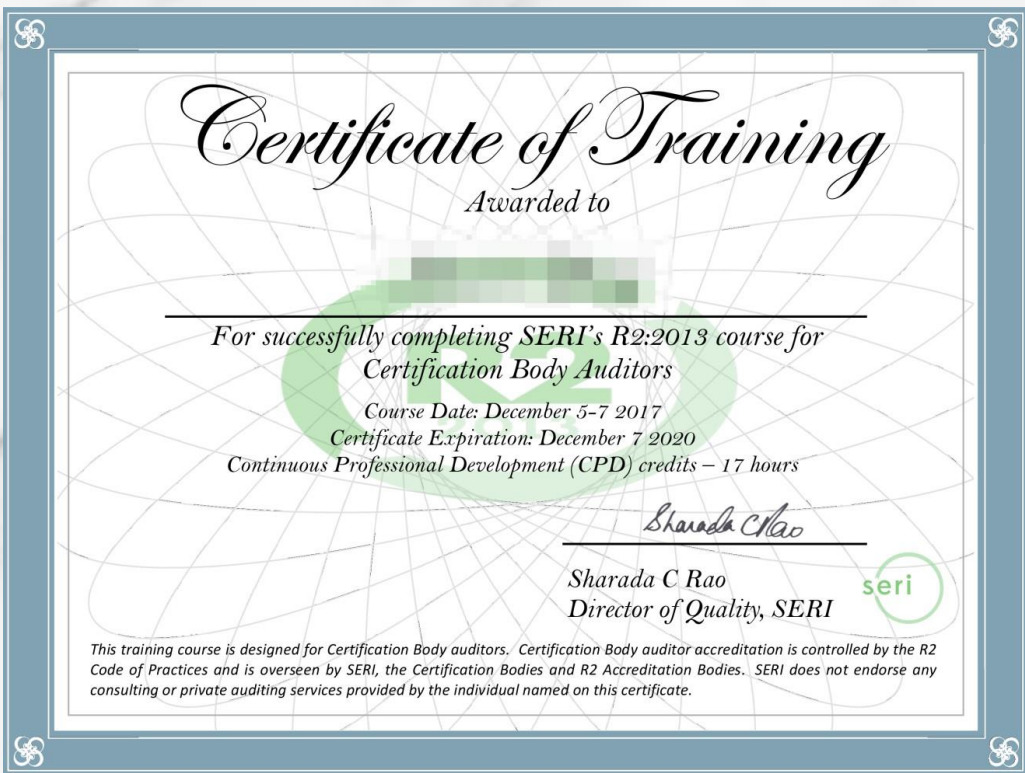 Certificate of Training
Awarded to
For successfully completing SERI's R2:2013 course for
Certification Body Auditors
R2
2013
Course Date: December 5-7 2017
Certificate Expiration: December 7 2020
Continuous Professional Development (CPD) credits – 17 hours
Sharada C Rao
Sharada C Rao
Director of Quality, SERI
seri
This training course is designed for Certification Body auditors. Certification Body auditor accreditation is controlled by the R2
Code of Practices and is overseen by SERI, the Certification Bodies and R2 Accreditation Bodies. SERI does not endorse any
consulting or private auditing services provided by the individual named on this certificate.